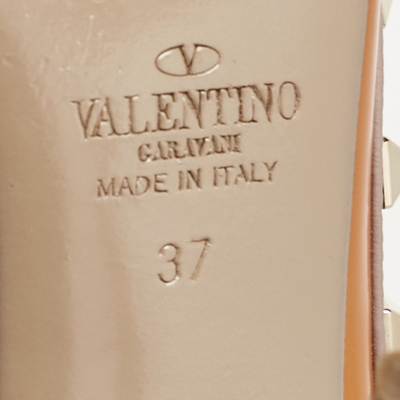 V
VALENTINO
GARAVANI
MADE IN ITALY
37